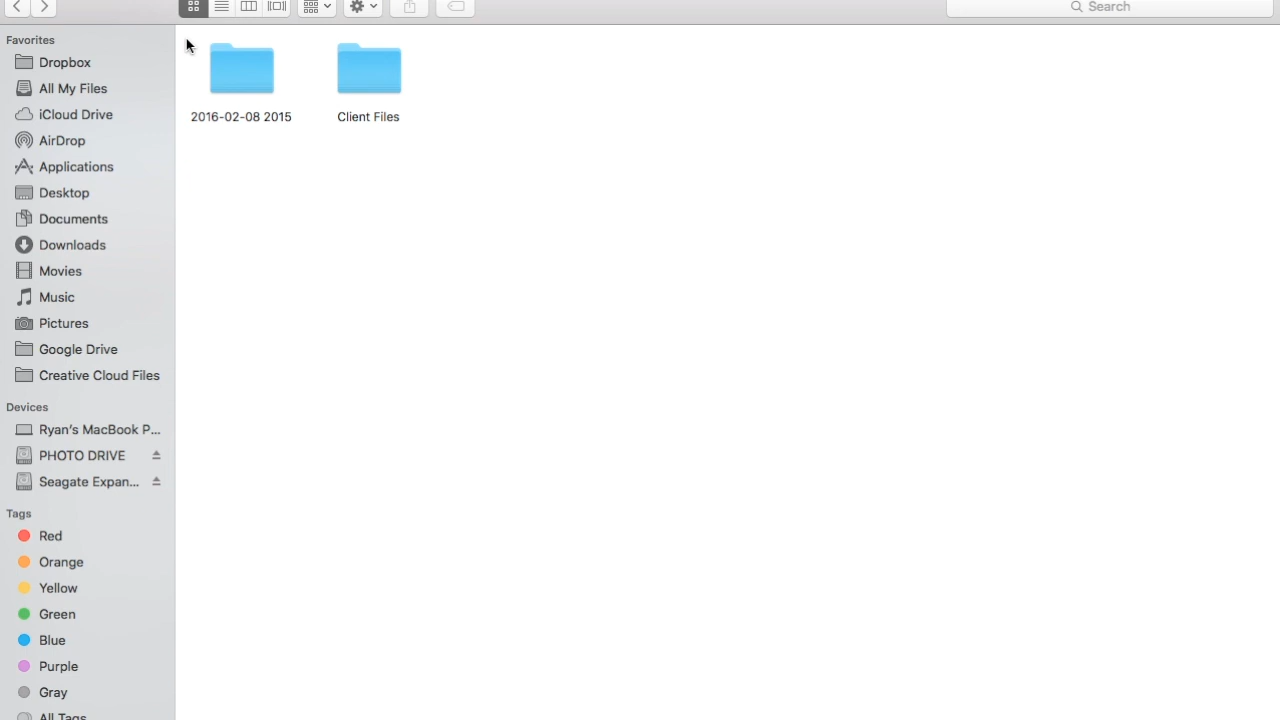 Search
Favorites
Dropbox
All My Files
iCloud Drive
AirDrop
Applications
Desktop
Documents
Downloads
Movies
Music
Pictures
Google Drive
Creative Cloud Files
Devices
Ryan's MacBook P...
PHOTO DRIVE
Seagate Expan...
Tags
Red
Orange
Yellow
Green
Blue
Purple
Gray
All Tags
2016-02-08 2015
Client Files